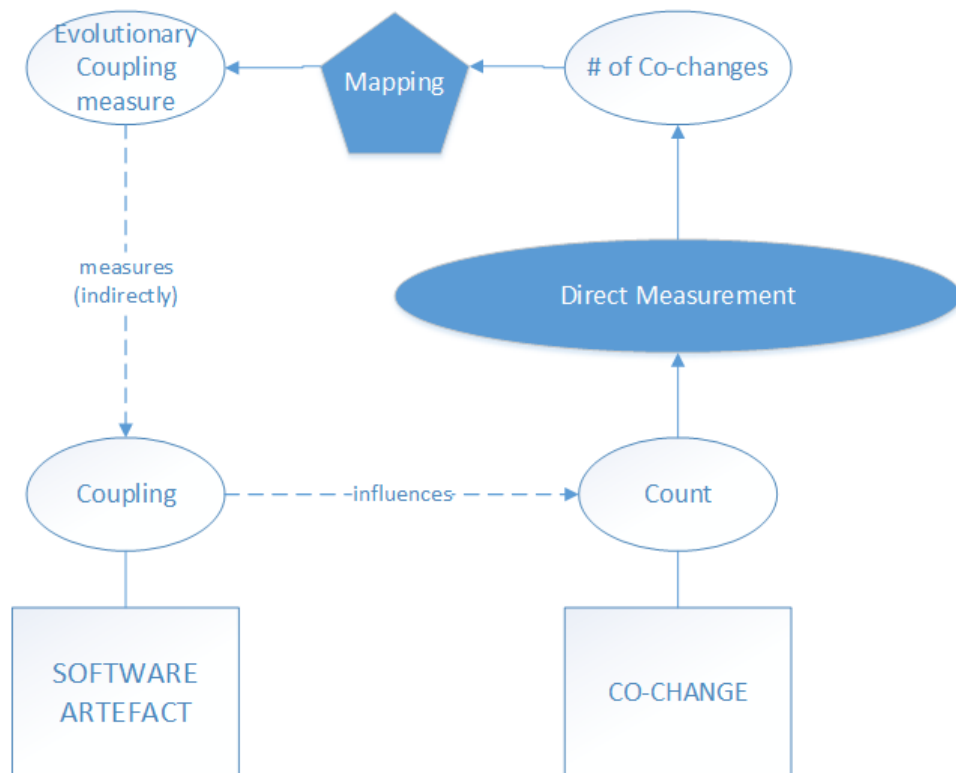 Evolutionary
Coupling
measure
Mapping
# of Co-changes
measures
(indirectly)
Direct Measurement
Coupling
influences
Count
SOFTWARE
ARTEFACT
CO-CHANGE